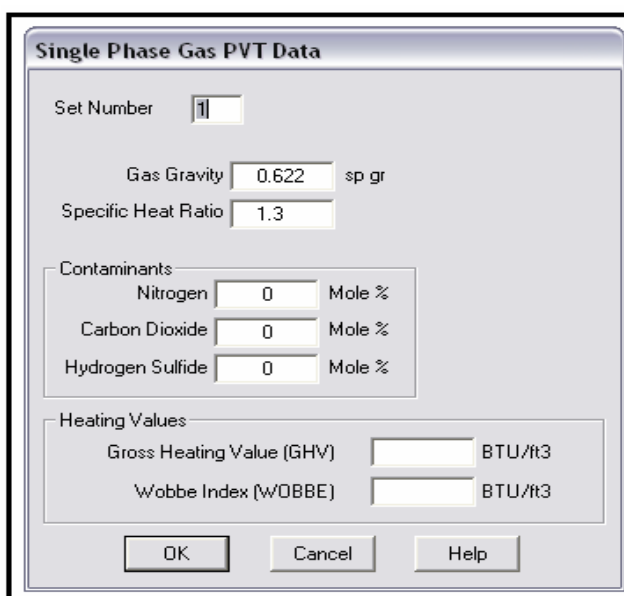 Single Phase Gas PVT Data
Set Number 1
Gas Gravity 0.622 sp gr
Specific Heat Ratio 1.3
Contaminants
Nitrogen 0 Mole %
Carbon Dioxide 0 Mole %
Hydrogen Sulfide 0 Mole %
Heating Values
Gross Heating Value (GHV) BTU/ft3
Wobbe Index (WOBBE) BTU/ft3
OK Cancel Help